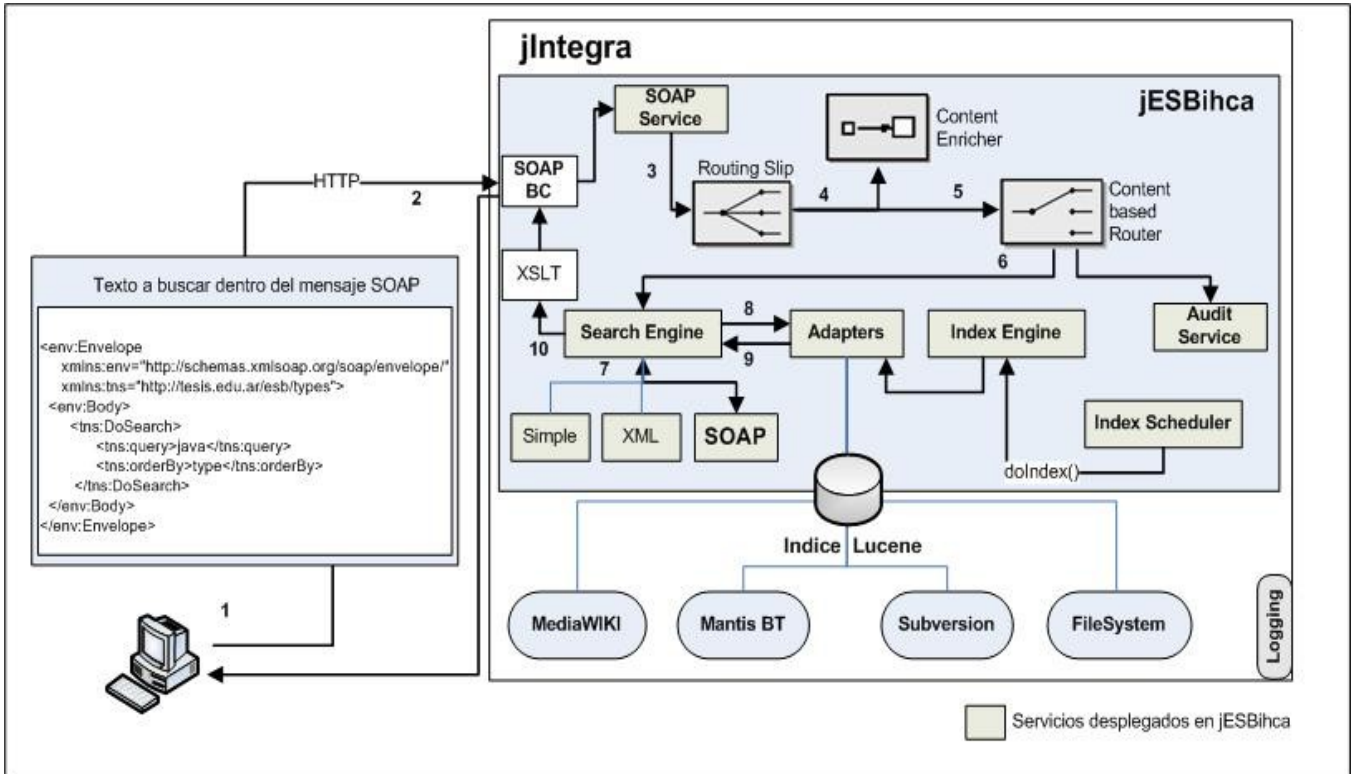 jIntegra
jESBihca
SOAP
Service
Content
Enricher
HTTP
2
SOAP
BC
3
Routing Slip
4
5
Content
based
Router
6
XSLT
Texto a buscar dentro del mensaje SOAP
<env:Envelope
xmlns:env="http://schemas.xmlsoap.org/soap/envelope/"
xmlns:tns="http://tesis.edu.ar/esb/types">
<env:Body>
<tns:DoSearch>
<tns:query>java</tns:query>
<tns:orderBy>type</tns:orderBy>
</tns:DoSearch>
</env:Body>
</env:Envelope>
10
Search Engine
8
9
Adapters
Index Engine
Audit
Service
7
Simple
XML
SOAP
Index Scheduler
doIndex()
Indice Lucene
1
MediaWIKI
Mantis BT
Subversion
FileSystem
Logging
Servicios desplegados en jESBihca